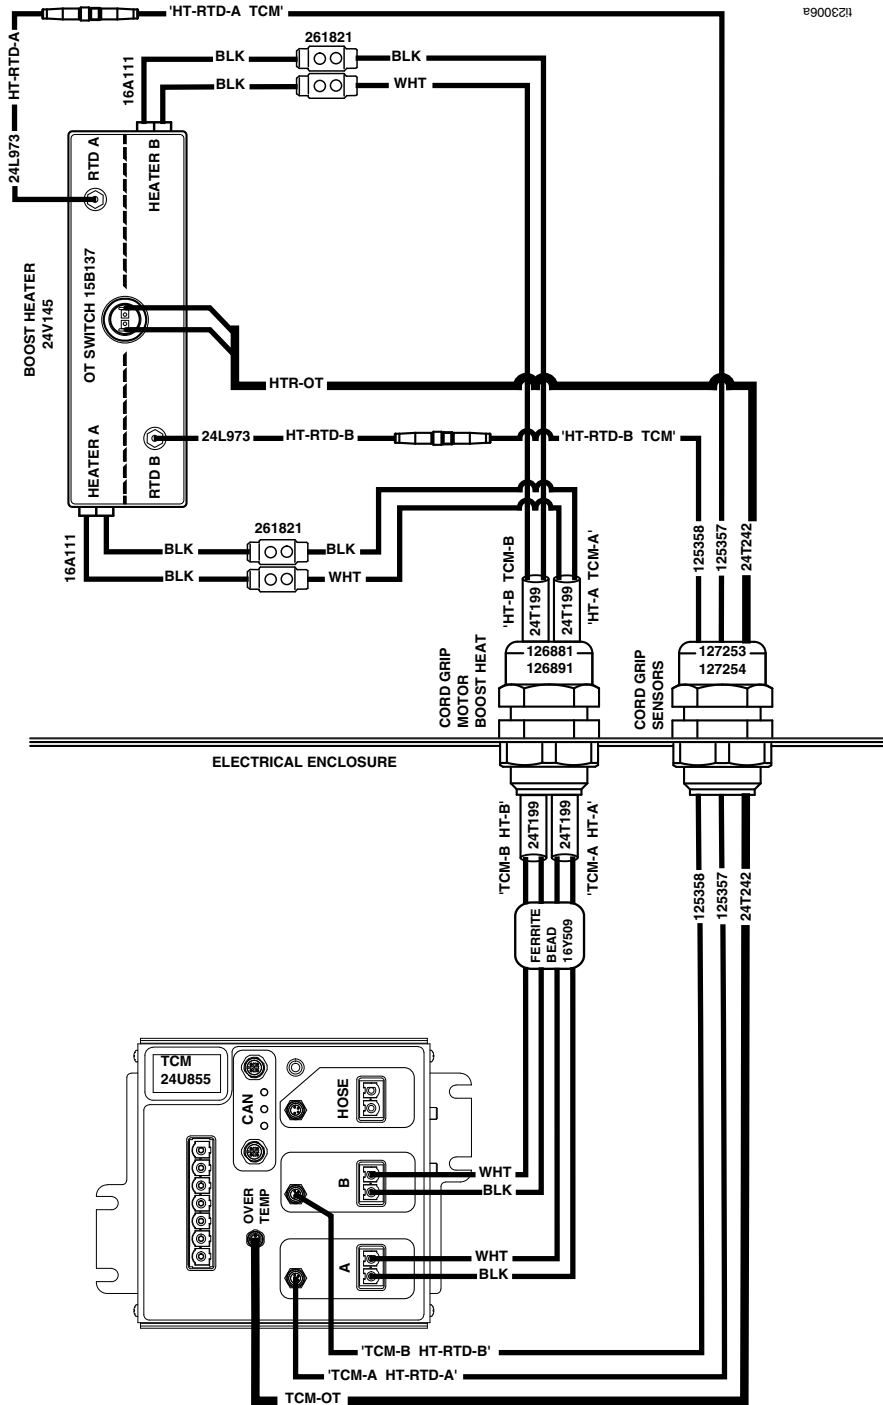 'HT-RTD-A TCM'
ti23006a
HT-RTD-A
24L973
16A111
BLK
261821
BLK
BLK
WHT
RTD A
HEATER B
BOOST HEATER
24V145
OT SWITCH 15B137
HTR-OT
HEATER A
RTD B
24L973
HT-RTD-B
'HT-RTD-B TCM'
16A111
BLK
261821
BLK
BLK
WHT
'HT-B TCM-B
24T199
24T199
'HT-A TCM-A'
125358
125357
24T242
CORD GRIP
MOTOR
BOOST HEAT
126881
126891
CORD GRIP
SENSORS
127253
127254
ELECTRICAL ENCLOSURE
'TCM-B HT-B'
24T199
24T199
'TCM-A HT-A'
125358
125357
24T242
FERRITE
BEAD
16Y509
TCM
24U855
CAN
HOSE
B
WHT
BLK
OVER
TEMP
A
WHT
BLK
'TCM-B HT-RTD-B'
'TCM-A HT-RTD-A'
TCM-OT